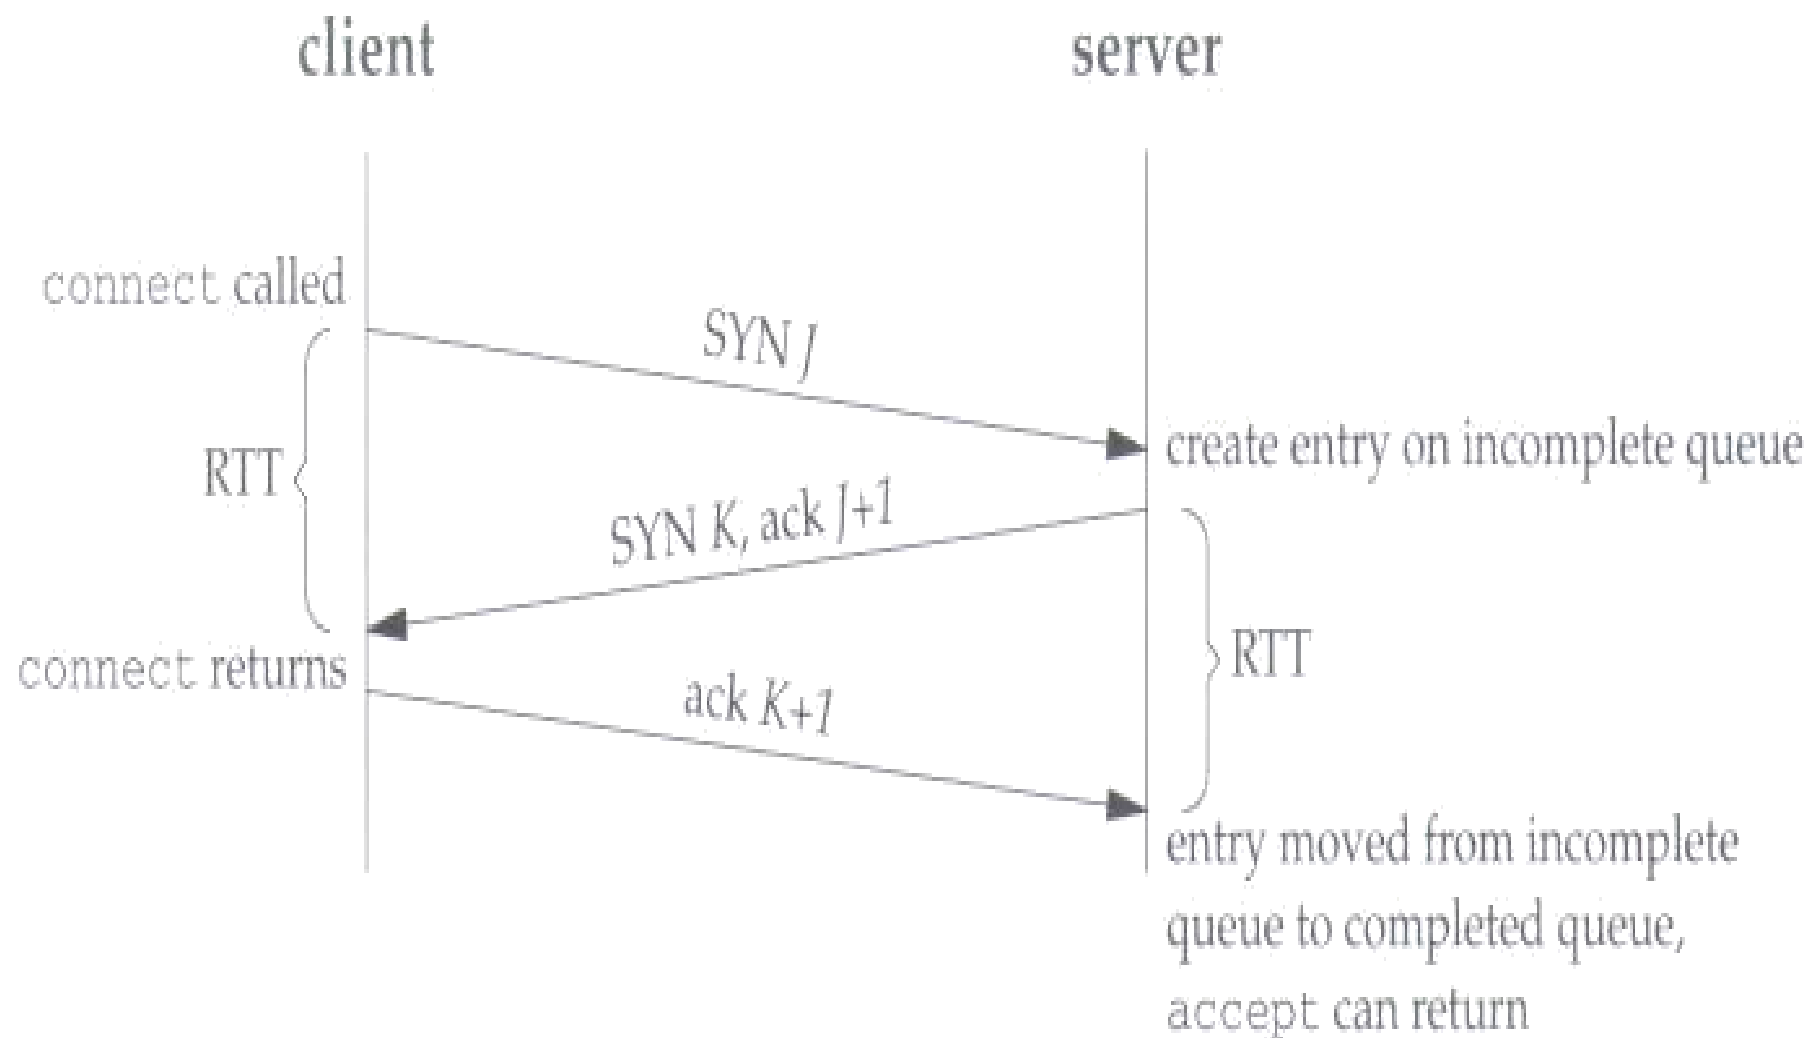 client
server
connect called
SYN J
create entry on incomplete queue
RTT
SYN K, ack J+1
RTT
connect returns
ack K+1
entry moved from incomplete
queue to completed queue,
accept can return